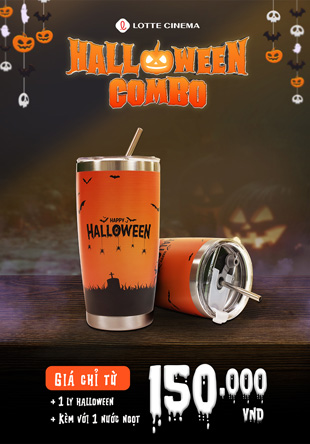 LOTTE CINEMA
HALLOWEEN
COMBO
HAPPY
HALLOWEEN
GIÁ CHỈ TỪ
+ 1 LY HALLOWEEN
+ KÈM VỚI 1 NƯỚC NGỌT
150.000
VND